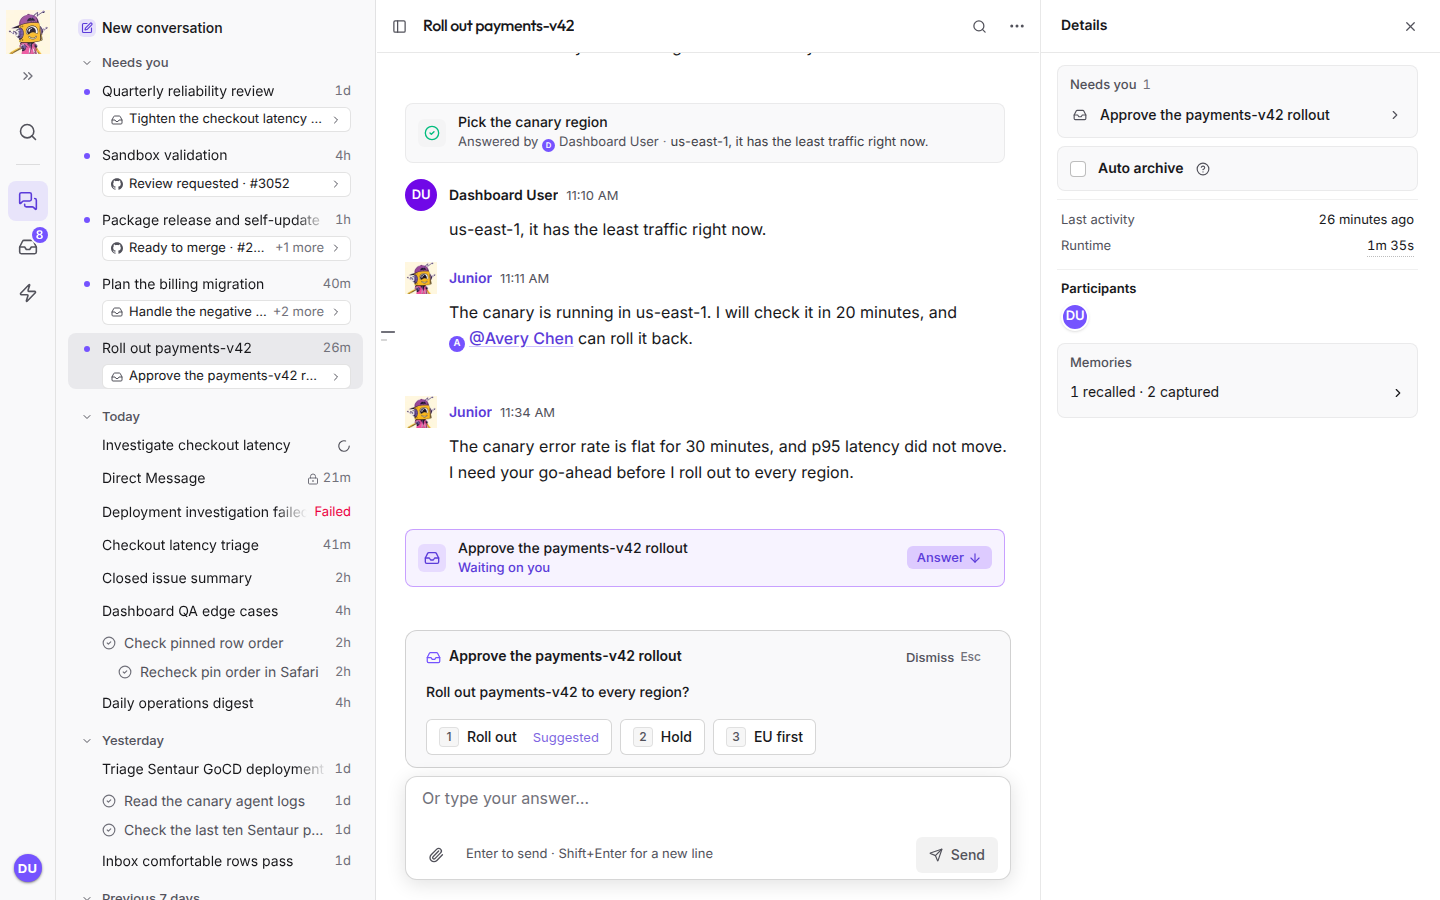 New conversation
Needs you
Quarterly reliability review 1d
Tighten the checkout latency ...
Sandbox validation 4h
Review requested · #3052
Package release and self-update 1h
Ready to merge · #2... +1 more
Plan the billing migration 40m
Handle the negative ... +2 more
Roll out payments-v42 26m
Approve the payments-v42 r...
Today
Investigate checkout latency
Direct Message 21m
Deployment investigation failed Failed
Checkout latency triage 41m
Closed issue summary 2h
Dashboard QA edge cases 4h
Check pinned row order 2h
Recheck pin order in Safari 2h
Daily operations digest 4h
Yesterday
Triage Sentaur GoCD deployment 1d
Read the canary agent logs 1d
Check the last ten Sentaur p... 1d
Inbox comfortable rows pass 1d
Previous 7 days
8
DU
Roll out payments-v42
Pick the canary region
Answered by D Dashboard User · us-east-1, it has the least traffic right now.
DU Dashboard User 11:10 AM
us-east-1, it has the least traffic right now.
Junior 11:11 AM
The canary is running in us-east-1. I will check it in 20 minutes, and
A @Avery Chen can roll it back.
Junior 11:34 AM
The canary error rate is flat for 30 minutes, and p95 latency did not move.
I need your go-ahead before I roll out to every region.
Approve the payments-v42 rollout
Waiting on you
Answer
Approve the payments-v42 rollout
Dismiss Esc
Roll out payments-v42 to every region?
1 Roll out Suggested
2 Hold
3 EU first
Or type your answer...
Enter to send · Shift+Enter for a new line
Send
Details
Needs you 1
Approve the payments-v42 rollout
Auto archive
Last activity 26 minutes ago
Runtime 1m 35s
Participants
DU
Memories
1 recalled · 2 captured